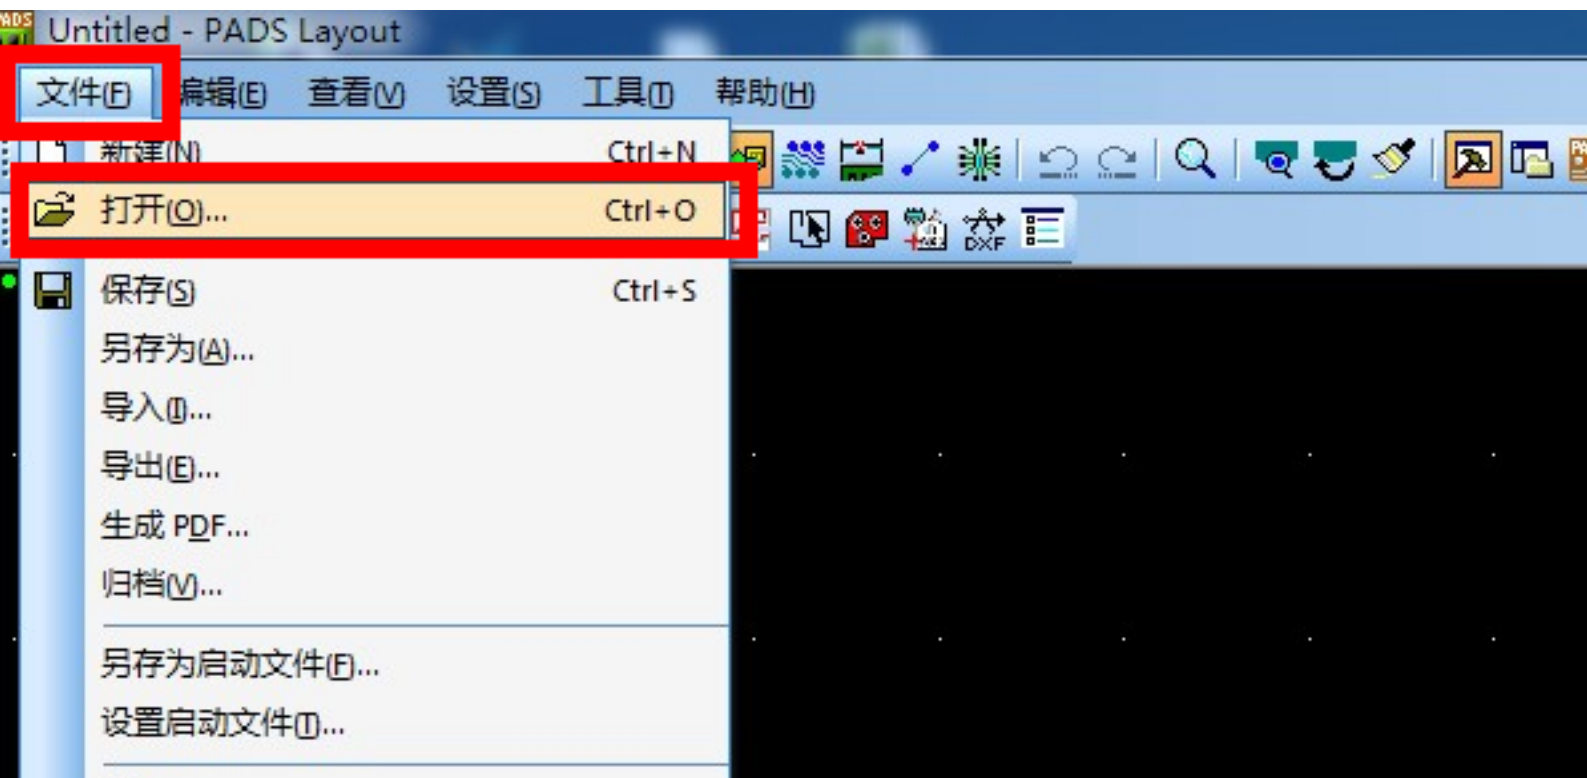 PADS
Untitled - PADS Layout
文件(F) 编辑(E) 查看(V) 设置(S) 工具(T) 帮助(H)
新建(N) Ctrl+N
打开(O)... Ctrl+O
DXF
保存(S) Ctrl+S
另存为(A)...
导入(I)...
导出(E)...
生成 PDF...
归档(V)...
另存为启动文件(F)...
设置启动文件(T)...